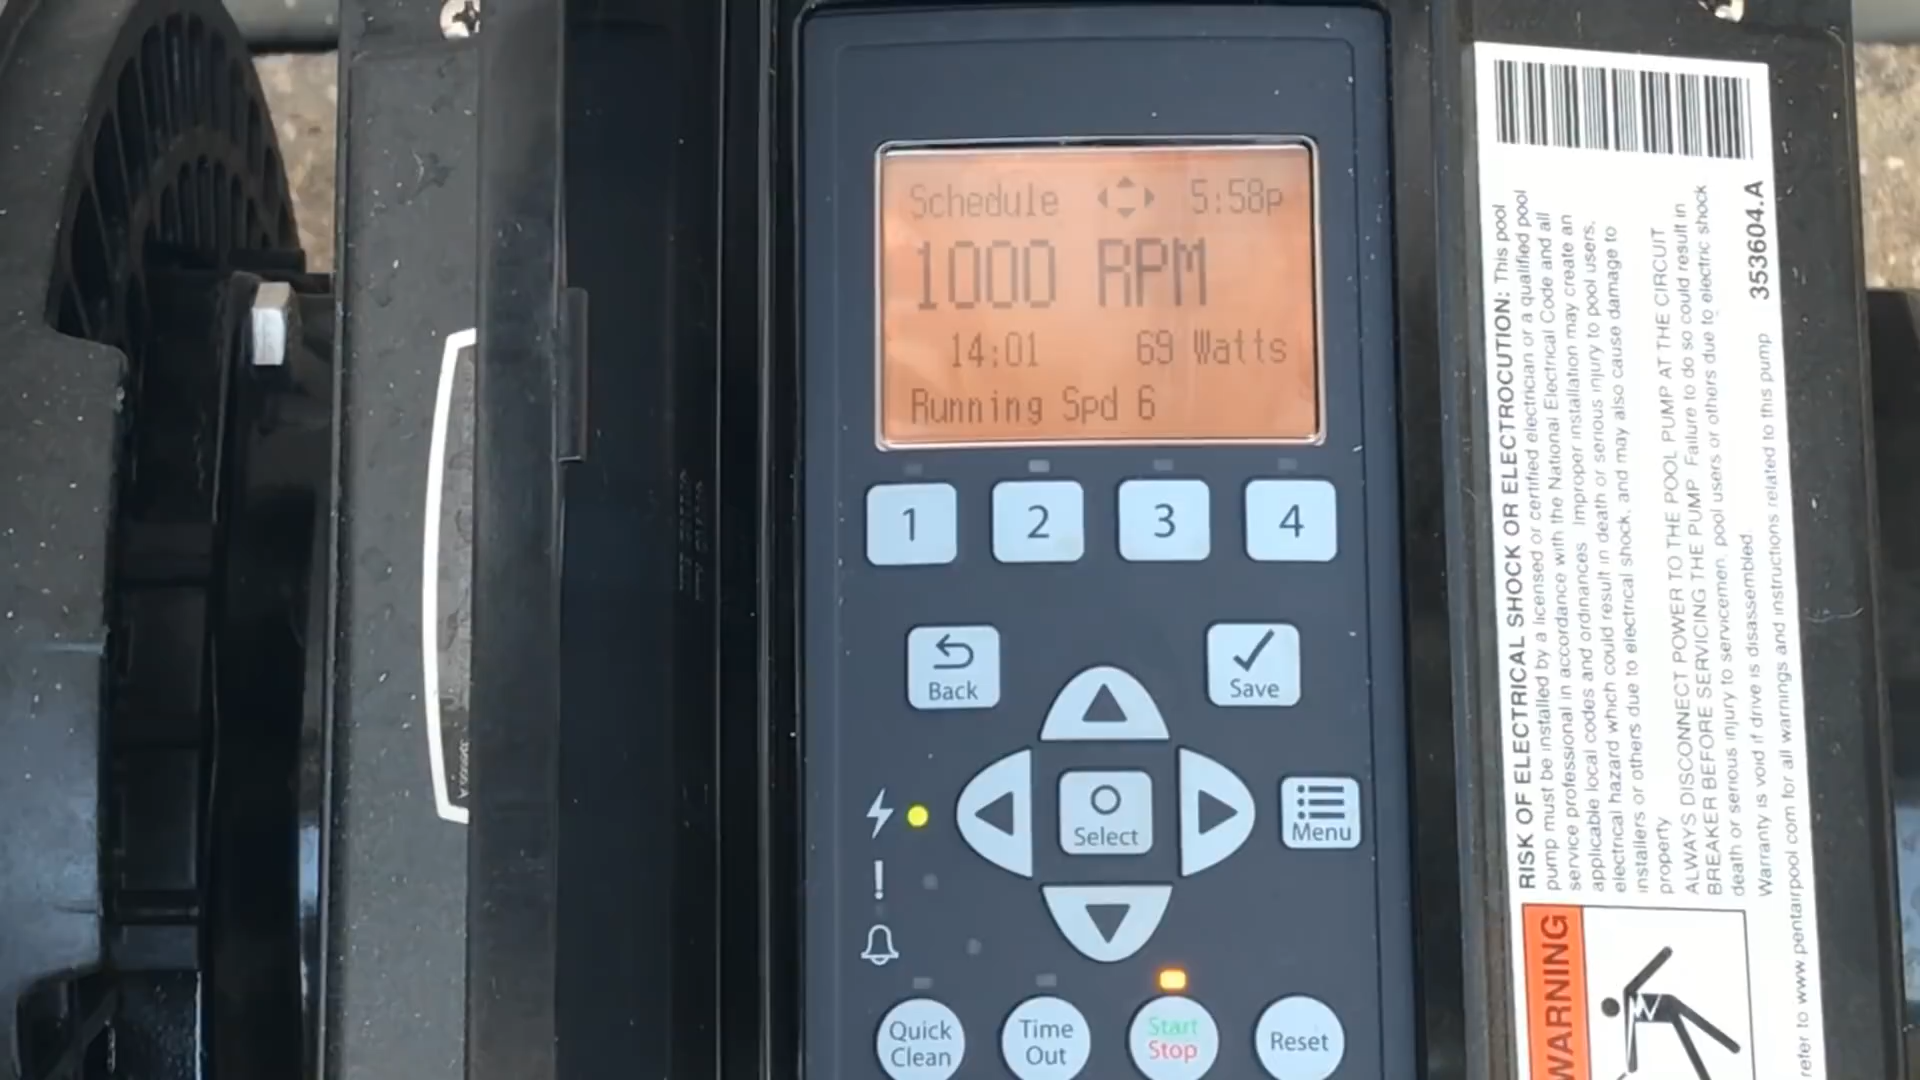 Schedule 5:58p
1000 RPM
14:01 69 Watts
Running Spd 6
1 2 3 4
Back
Save
Select
Menu
Quick Clean
Time Out
Start Stop
Reset
353604.A
RISK OF ELECTRICAL SHOCK OR ELECTROCUTION: This pool
pump must be installed by a licensed or certified electrician or a qualified pool
service professional in accordance with the National Electrical Code and all
applicable local codes and ordinances. Improper installation may create an
electrical hazard which could result in death or serious injury to pool users,
installers or others due to electrical shock, and may also cause damage to
property
ALWAYS DISCONNECT POWER TO THE POOL PUMP AT THE CIRCUIT
BREAKER BEFORE SERVICING THE PUMP. Failure to do so could result in
death or serious injury to servicemen, pool users or others due to electric shock
Warranty is void if drive is disassembled.
refer to www.pentairpool.com for all warnings and instructions related to this pump
WARNING